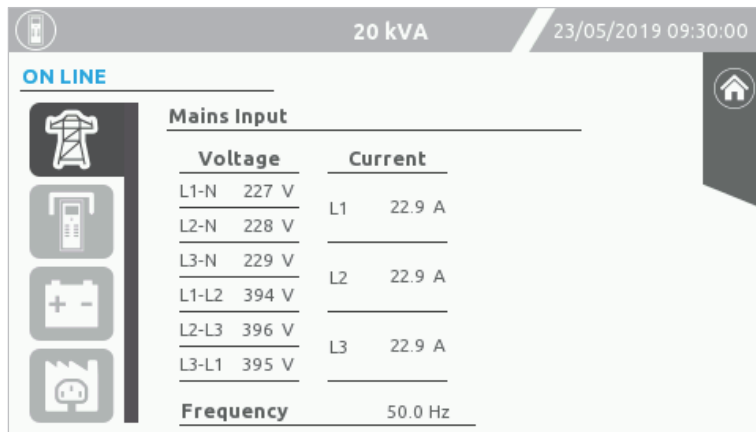 20 kVA 23/05/2019 09:30:00
ON LINE
Mains Input
Voltage Current
L1-N 227 V
L1 22.9 A
L2-N 228 V
L3-N 229 V
L2 22.9 A
L1-L2 394 V
L2-L3 396 V
L3 22.9 A
L3-L1 395 V
Frequency 50.0 Hz